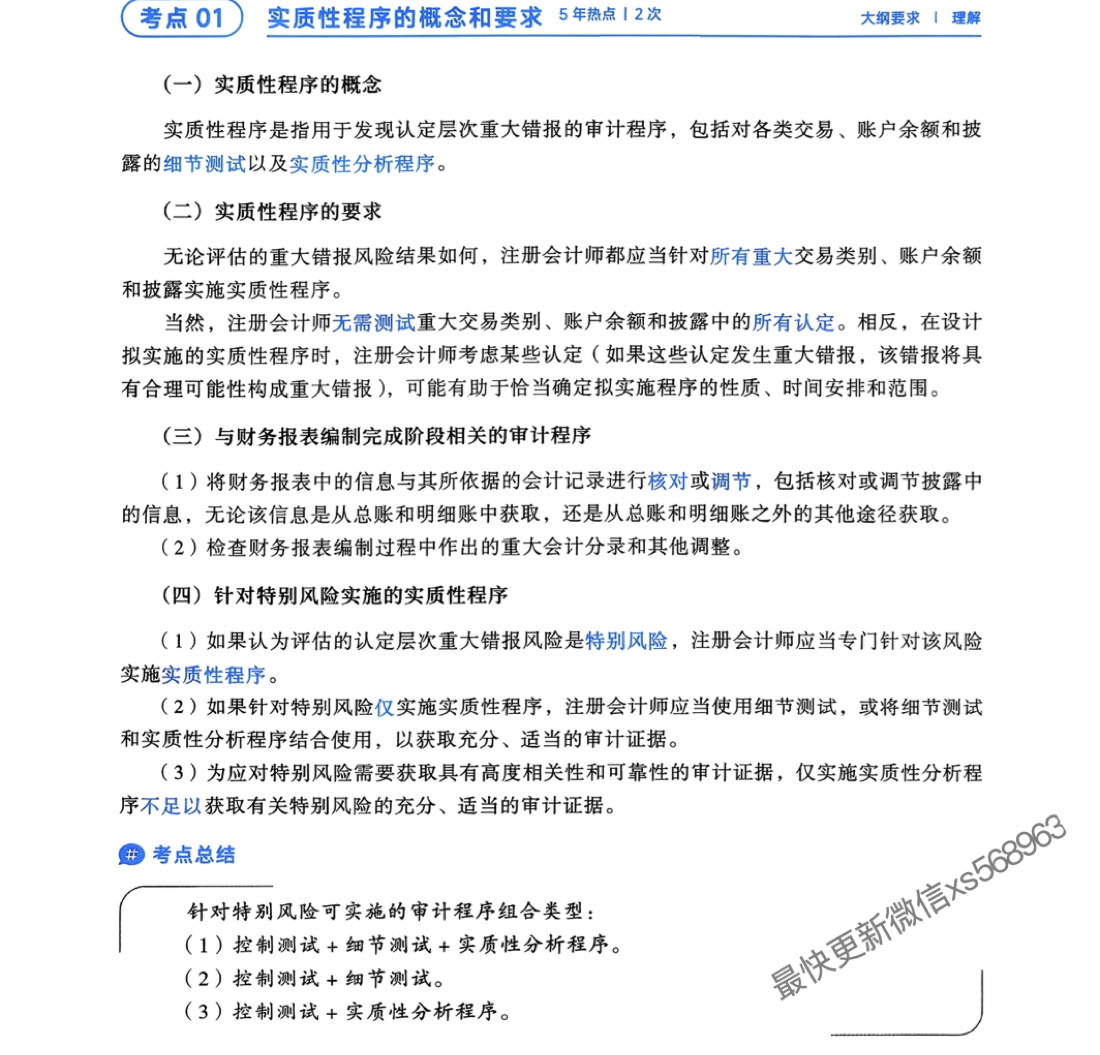 考点 01 实质性程序的概念和要求 5年热点 | 2次 大纲要求 | 理解
（一）实质性程序的概念
实质性程序是指用于发现认定层次重大错报的审计程序，包括对各类交易、账户余额和披
露的细节测试以及实质性分析程序。
（二）实质性程序的要求
无论评估的重大错报风险结果如何，注册会计师都应当针对所有重大交易类别、账户余额
和披露实施实质性程序。
当然，注册会计师无需测试重大交易类别、账户余额和披露中的所有认定。相反，在设计
拟实施的实质性程序时，注册会计师考虑某些认定（如果这些认定发生重大错报，该错报将具
有合理可能性构成重大错报），可能有助于恰当确定拟实施程序的性质、时间安排和范围。
（三）与财务报表编制完成阶段相关的审计程序
（1）将财务报表中的信息与其所依据的会计记录进行核对或调节，包括核对或调节披露中
的信息，无论该信息是从总账和明细账中获取，还是从总账和明细账之外的其他途径获取。
（2）检查财务报表编制过程中作出的重大会计分录和其他调整。
（四）针对特别风险实施的实质性程序
（1）如果认为评估的认定层次重大错报风险是特别风险，注册会计师应当专门针对该风险
实施实质性程序。
（2）如果针对特别风险仅实施实质性程序，注册会计师应当使用细节测试，或将细节测试
和实质性分析程序结合使用，以获取充分、适当的审计证据。
（3）为应对特别风险需要获取具有高度相关性和可靠性的审计证据，仅实施实质性分析程
序不足以获取有关特别风险的充分、适当的审计证据。
# 考点总结
针对特别风险可实施的审计程序组合类型：
（1）控制测试+细节测试+实质性分析程序。
（2）控制测试+细节测试。
（3）控制测试+实质性分析程序。
最快更新微信xs568963